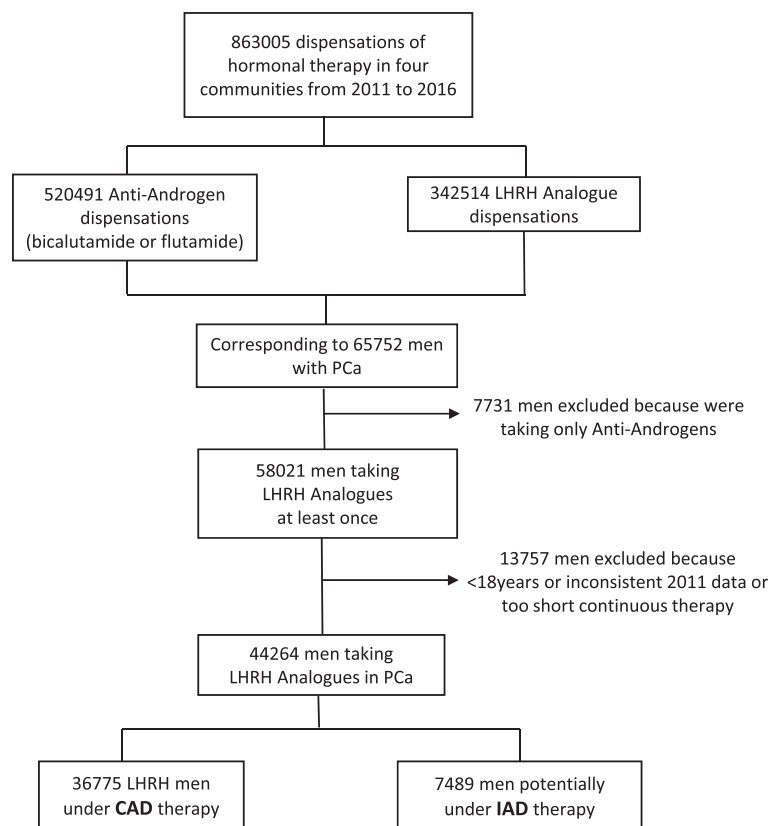 863005 dispensations of
hormonal therapy in four
communities from 2011 to 2016
520491 Anti-Androgen
dispensations
(bicalutamide or flutamide)
342514 LHRH Analogue
dispensations
Corresponding to 65752 men
with PCa
7731 men excluded because were
taking only Anti-Androgens
58021 men taking
LHRH Analogues
at least once
13757 men excluded because
<18years or inconsistent 2011 data or
too short continuous therapy
44264 men taking
LHRH Analogues in PCa
36775 LHRH men
under CAD therapy
7489 men potentially
under IAD therapy